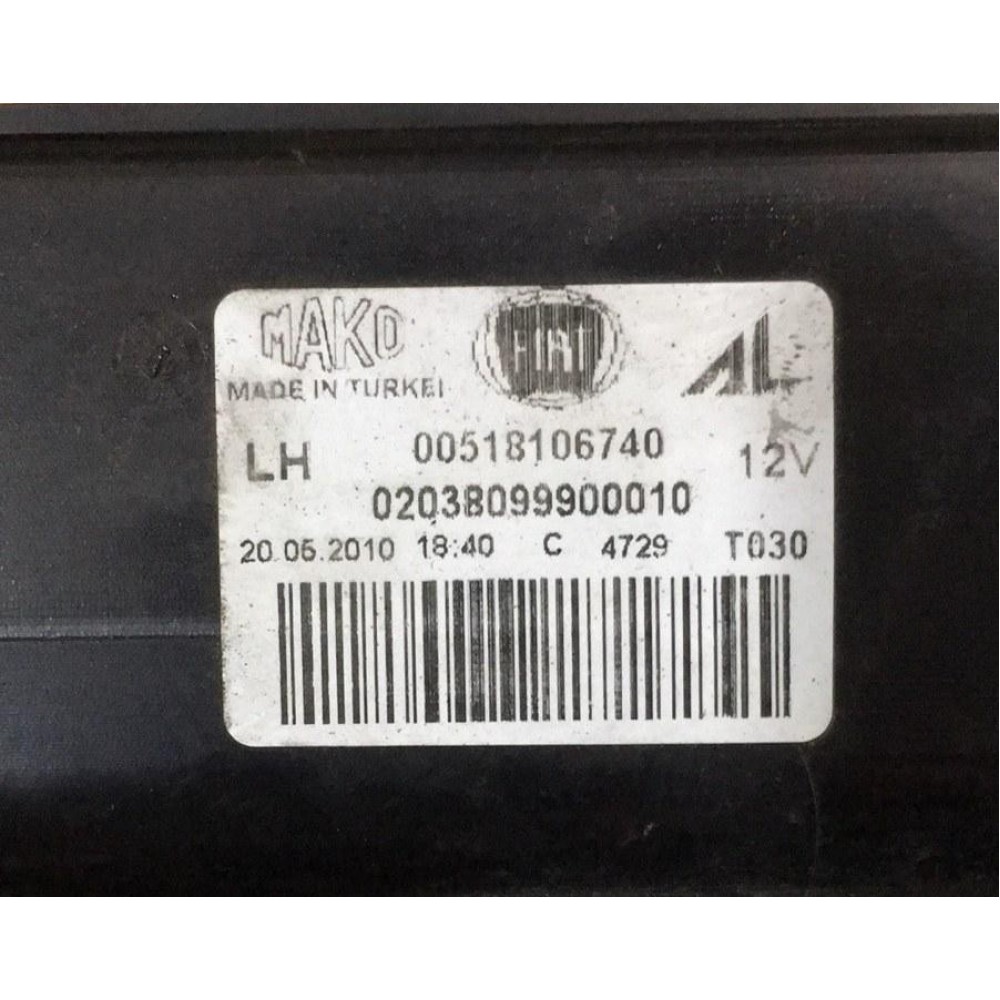 MAKO FIAT AL
MADE IN TURKEI
LH 00518106740 12V
02038099900010
20.05.2010 18:40 C 4729 T030